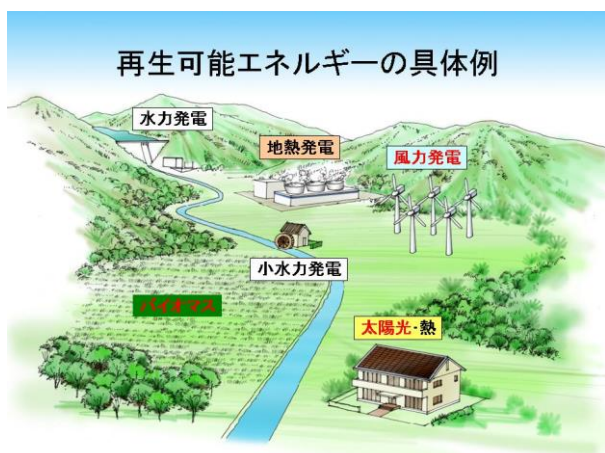 再生可能エネルギーの具体例
水力発電
地熱発電
風力発電
小水力発電
バイオマス
太陽光・熱